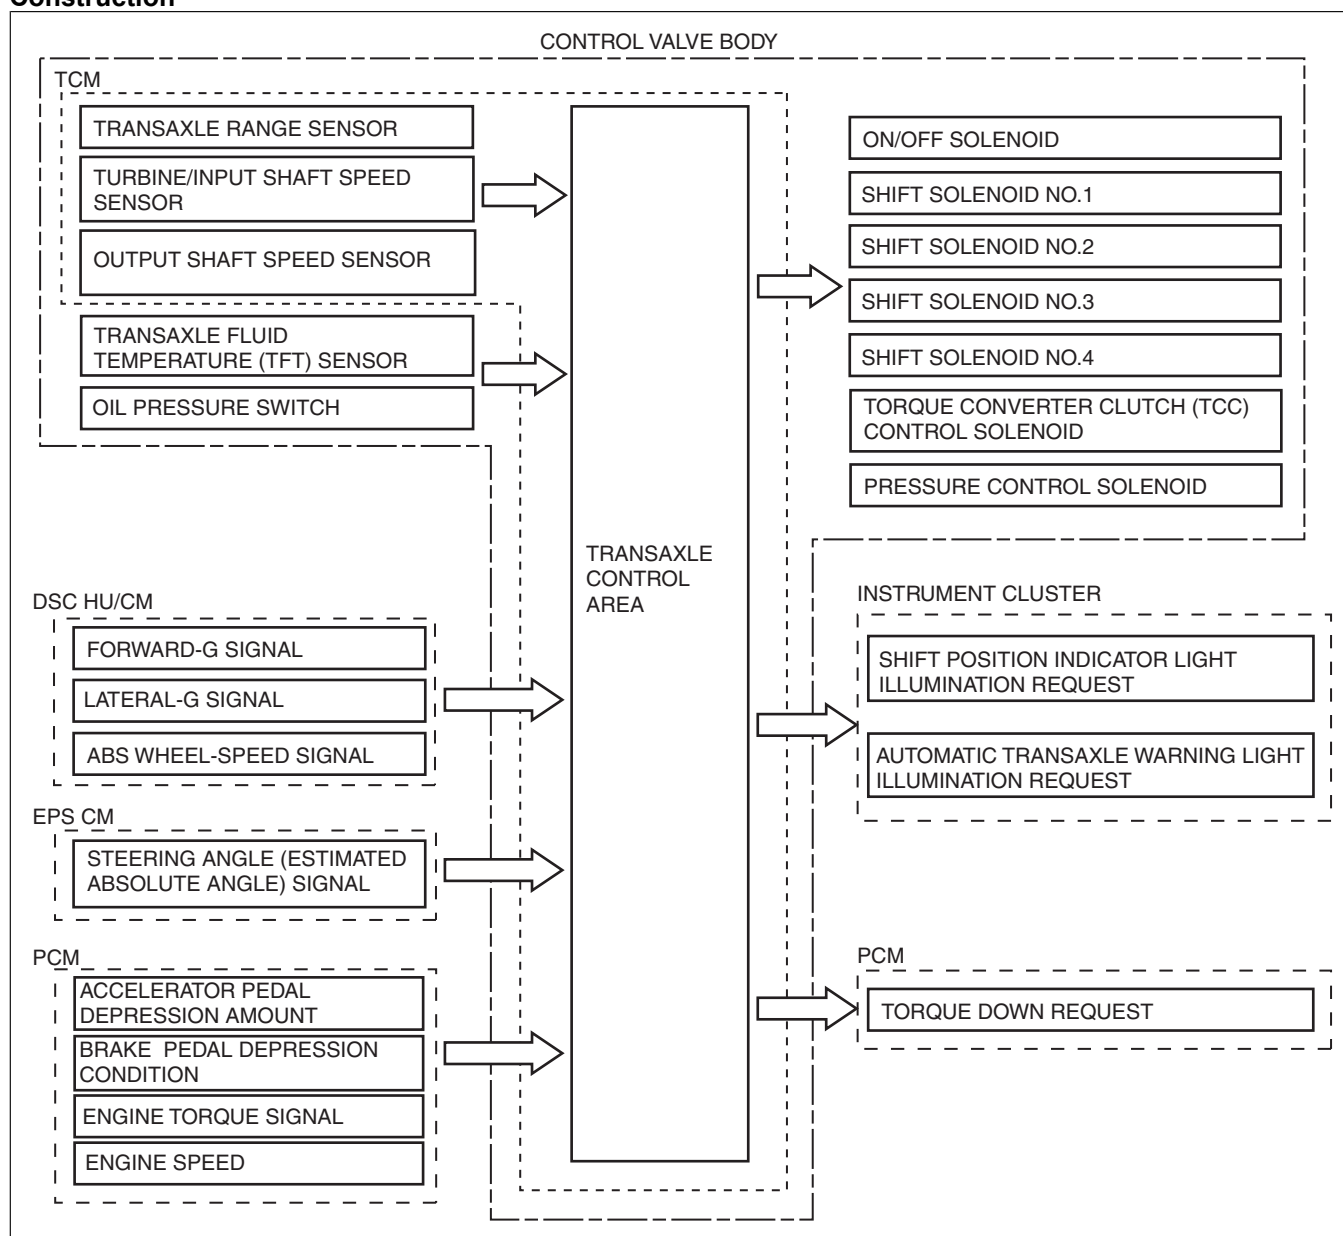 Construction
CONTROL VALVE BODY
TCM
TRANSAXLE RANGE SENSOR
TURBINE/INPUT SHAFT SPEED
SENSOR
OUTPUT SHAFT SPEED SENSOR
TRANSAXLE FLUID
TEMPERATURE (TFT) SENSOR
OIL PRESSURE SWITCH
DSC HU/CM
FORWARD-G SIGNAL
LATERAL-G SIGNAL
ABS WHEEL-SPEED SIGNAL
EPS CM
STEERING ANGLE (ESTIMATED
ABSOLUTE ANGLE) SIGNAL
PCM
ACCELERATOR PEDAL
DEPRESSION AMOUNT
BRAKE PEDAL DEPRESSION
CONDITION
ENGINE TORQUE SIGNAL
ENGINE SPEED
TRANSAXLE
CONTROL
AREA
ON/OFF SOLENOID
SHIFT SOLENOID NO.1
SHIFT SOLENOID NO.2
SHIFT SOLENOID NO.3
SHIFT SOLENOID NO.4
TORQUE CONVERTER CLUTCH (TCC)
CONTROL SOLENOID
PRESSURE CONTROL SOLENOID
INSTRUMENT CLUSTER
SHIFT POSITION INDICATOR LIGHT
ILLUMINATION REQUEST
AUTOMATIC TRANSAXLE WARNING LIGHT
ILLUMINATION REQUEST
PCM
TORQUE DOWN REQUEST